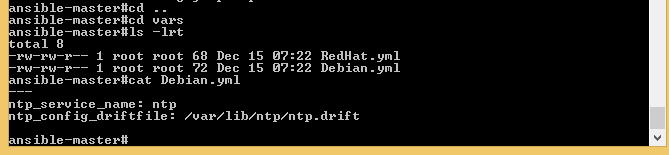 ansible-master#cd ..
ansible-master#cd vars
ansible-master#ls -lrt
total 8
-rw-rw-r-- 1 root root 68 Dec 15 07:22 RedHat.yml
-rw-rw-r-- 1 root root 72 Dec 15 07:22 Debian.yml
ansible-master#cat Debian.yml
---
ntp_service_name: ntp
ntp_config_driftfile: /var/lib/ntp/ntp.drift
ansible-master#